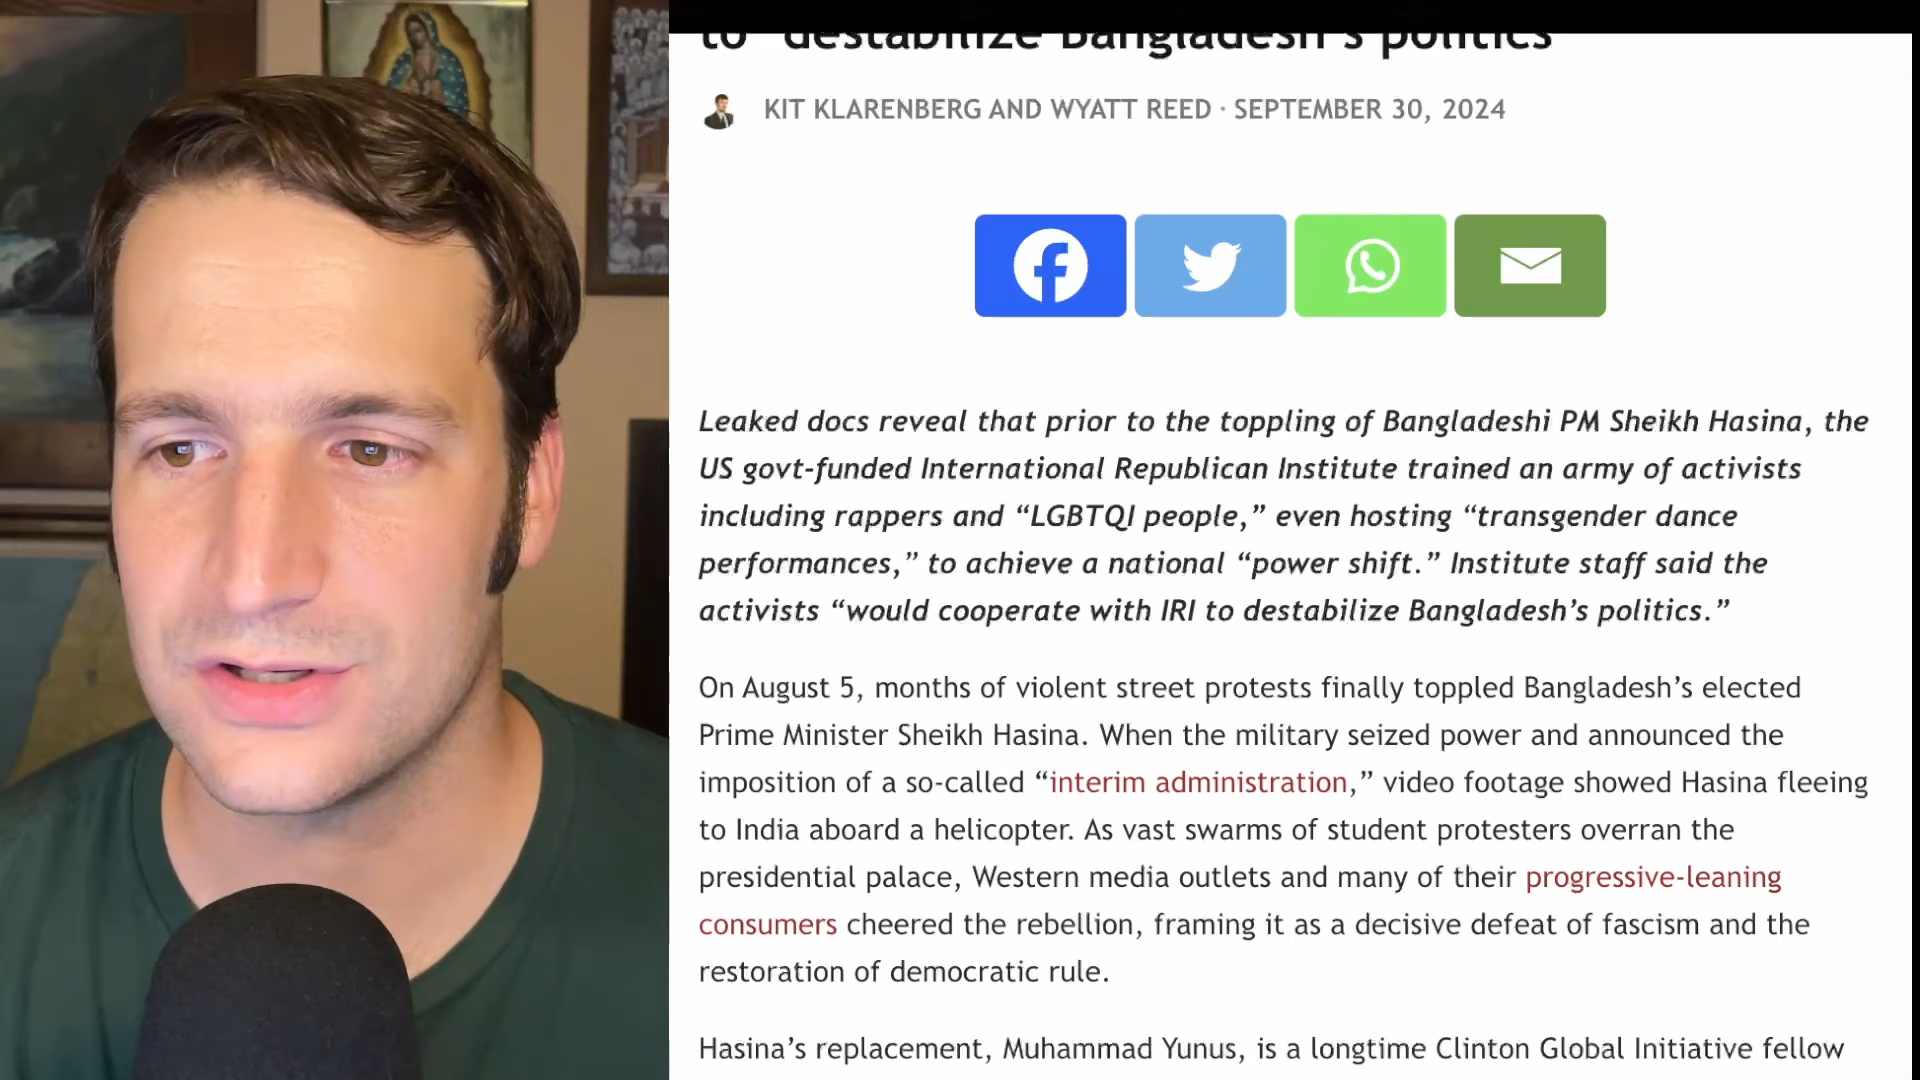 to “destabilize Bangladesh’s politics”
KIT KLARENBERG AND WYATT REED · SEPTEMBER 30, 2024
Leaked docs reveal that prior to the toppling of Bangladeshi PM Sheikh Hasina, the
US govt-funded International Republican Institute trained an army of activists
including rappers and “LGBTQI people,” even hosting “transgender dance
performances,” to achieve a national “power shift.” Institute staff said the
activists “would cooperate with IRI to destabilize Bangladesh’s politics.”
On August 5, months of violent street protests finally toppled Bangladesh’s elected
Prime Minister Sheikh Hasina. When the military seized power and announced the
imposition of a so-called “interim administration,” video footage showed Hasina fleeing
to India aboard a helicopter. As vast swarms of student protesters overran the
presidential palace, Western media outlets and many of their progressive-leaning
consumers cheered the rebellion, framing it as a decisive defeat of fascism and the
restoration of democratic rule.
Hasina’s replacement, Muhammad Yunus, is a longtime Clinton Global Initiative fellow